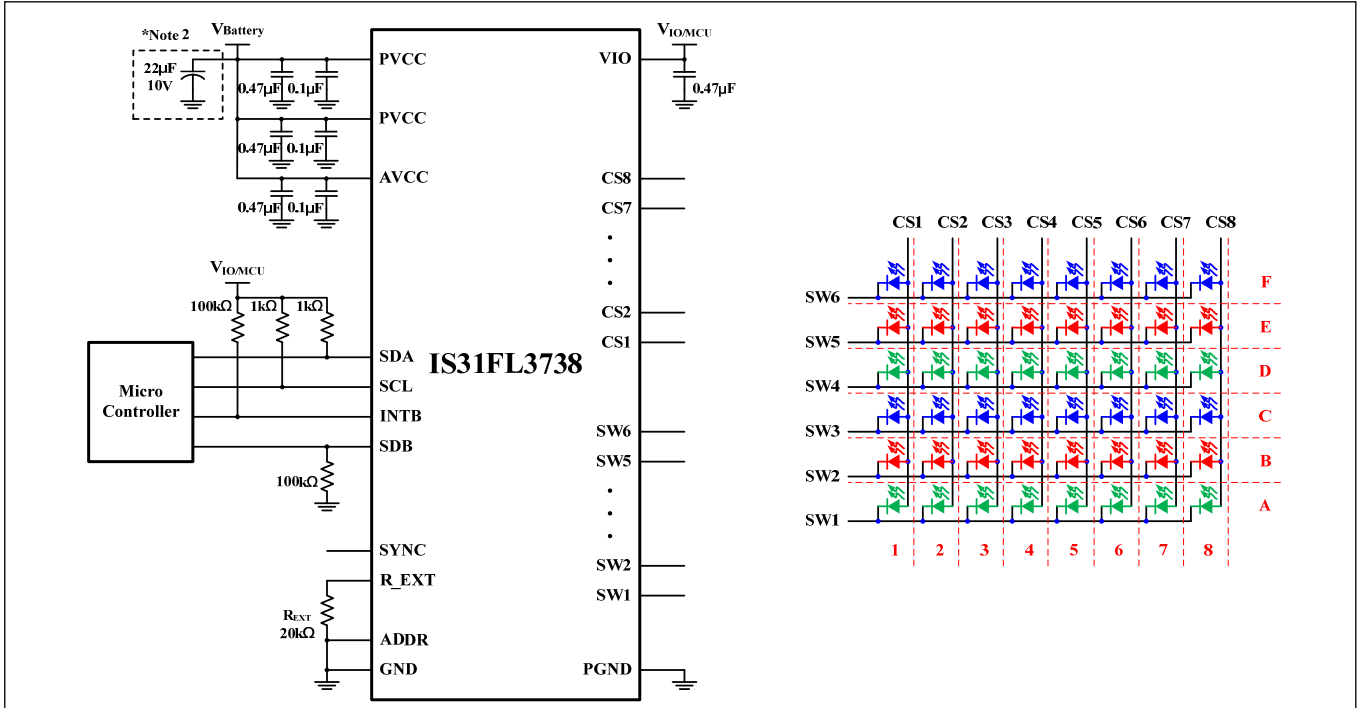 *Note 2
VBattery
22µF
10V
0.47µF 0.1µF
0.47µF 0.1µF
0.47µF 0.1µF
PVCC
PVCC
AVCC
VIO/MCU
100kΩ 1kΩ 1kΩ
Micro
Controller
SDA
SCL
INTB
SDB
100kΩ
SYNC
R_EXT
REXT
20kΩ
ADDR
GND
IS31FL3738
VIO/MCU
VIO
0.47µF
CS8
CS7
CS2
CS1
SW6
SW5
SW2
SW1
PGND
CS1 CS2 CS3 CS4 CS5 CS6 CS7 CS8
SW6 F
SW5 E
SW4 D
SW3 C
SW2 B
SW1 A
1 2 3 4 5 6 7 8